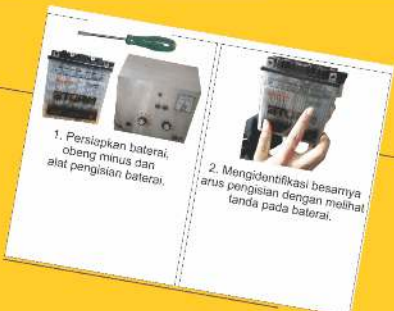 1. Persiapkan baterai,
obeng minus dan
alat pengisian baterai.
2. Mengidentifikasi besarnya
arus pengisian dengan melihat
tanda pada baterai.